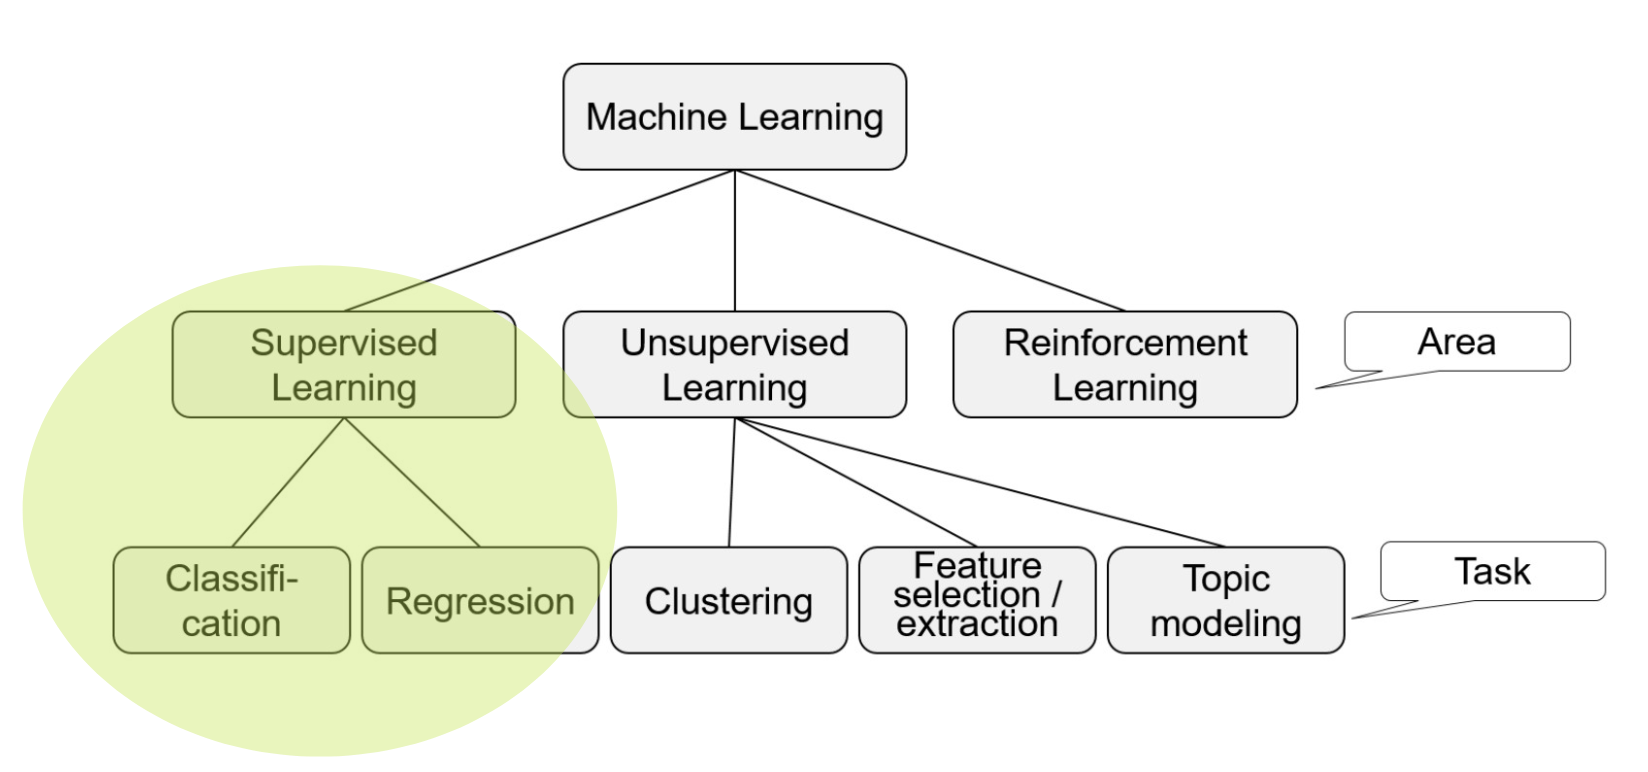 Machine Learning
Supervised
Learning
Unsupervised
Learning
Reinforcement
Learning
Area
Classifi-
cation
Regression
Clustering
Feature
selection /
extraction
Topic
modeling
Task